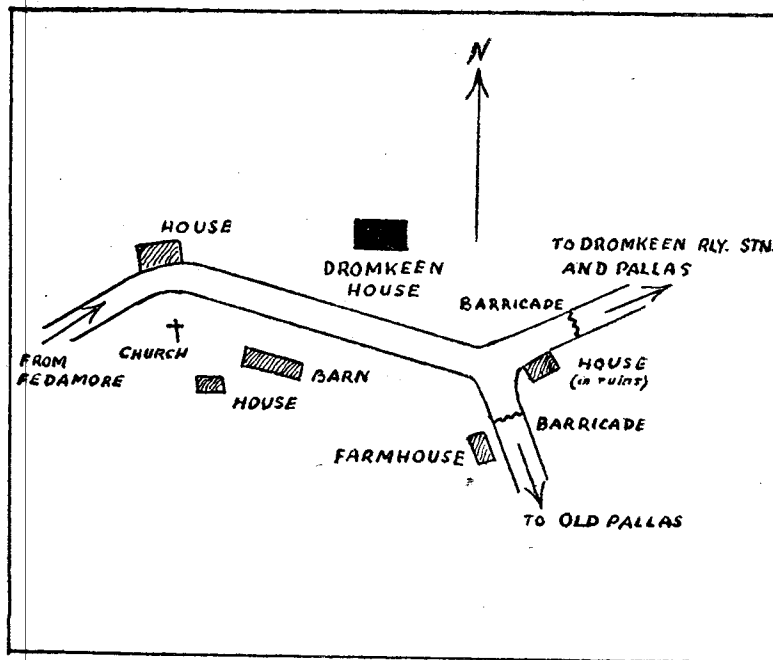 N
HOUSE
DROMKEEN
HOUSE
TO DROMKEEN RLY. STN.
AND PALLAS
BARRICADE
FROM
FEDAMORE
CHURCH
BARN
HOUSE
HOUSE
(in ruins)
BARRICADE
FARMHOUSE
TO OLD PALLAS